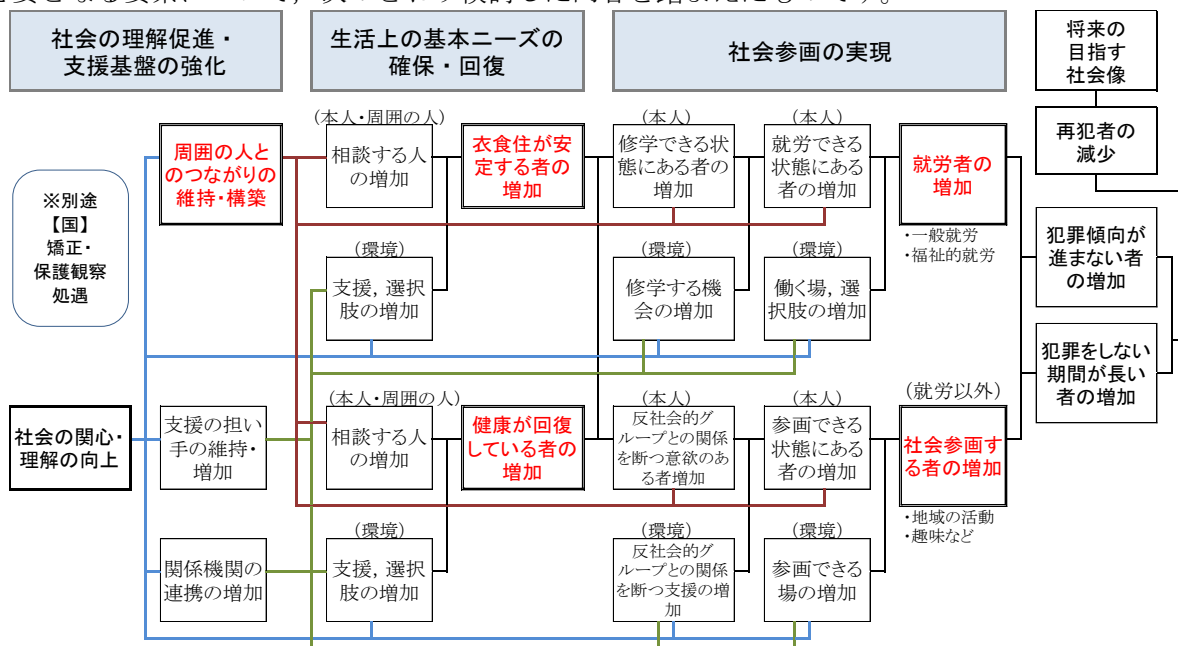 社会の理解促進・
支援基盤の強化
生活上の基本ニーズの
確保・回復
社会参画の実現
将来の
目指す
社会像
再犯者の
減少
※別途
【国】
矯正・
保護観察
処遇
周囲の人と
のつながりの
維持・構築
(本人・周囲の人)
相談する人
の増加
衣食住が安
定する者の
増加
(本人)
修学できる状
態にある者の
増加
(本人)
就労できる
状態にある
者の増加
就労者の
増加
・一般就労
・福祉的就労
(環境)
支援，選択
肢の増加
(環境)
修学する機
会の増加
(環境)
働く場，選
択肢の増加
犯罪傾向が
進まない者
の増加
犯罪をしない
期間が長い
者の増加
社会の関心・
理解の向上
支援の担い
手の維持・
増加
(本人・周囲の人)
相談する人
の増加
健康が回復
している者の
増加
(本人)
反社会的グ
ループとの関係
を断つ意欲のあ
る者増加
(本人)
参画できる
状態にある
者の増加
(就労以外)
社会参画す
る者の増加
・地域の活動
・趣味など
関係機関の
連携の増加
(環境)
支援，選択
肢の増加
(環境)
反社会的グ
ループとの関係
を断つ支援の増
加
(環境)
参画できる
場の増加